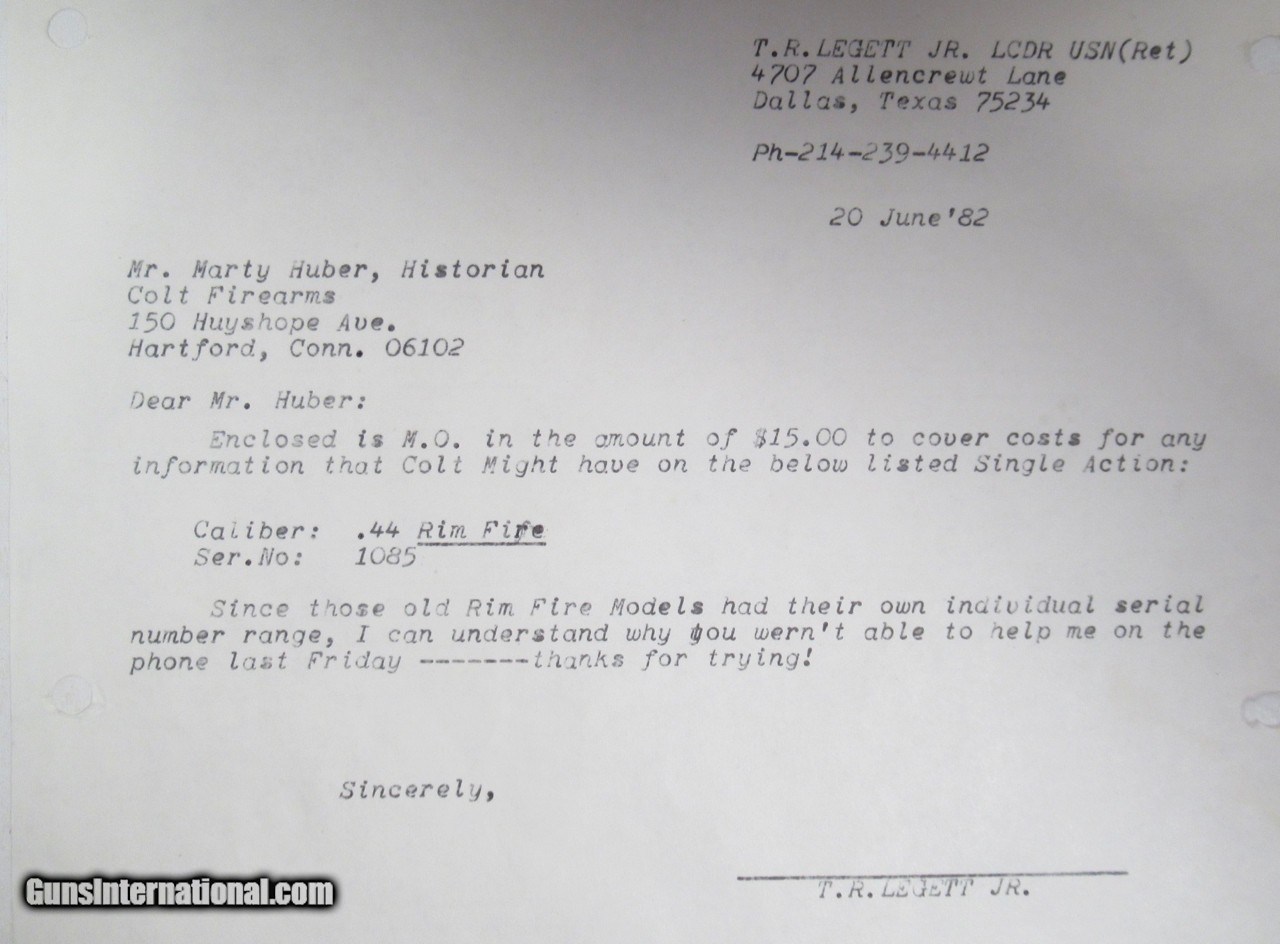 T.R.LEGETT JR. LCDR USN(Ret)
4707 Allencrewt Lane
Dallas, Texas 75234
Ph-214-239-4412
20 June'82
Mr. Marty Huber, Historian
Colt Firearms
150 Huyshope Ave.
Hartford, Conn. 06102
Dear Mr. Huber:
Enclosed is M.O. in the amount of $15.00 to cover costs for any
information that Colt Might have on the below listed Single Action:
Caliber: .44 Rim Fire
Ser.No: 1085
Since those old Rim Fire Models had their own individual serial
number range, I can understand why you wern't able to help me on the
phone last Friday -------thanks for trying!
Sincerely,
T.R.LEGETT JR.
GunsInternational.com